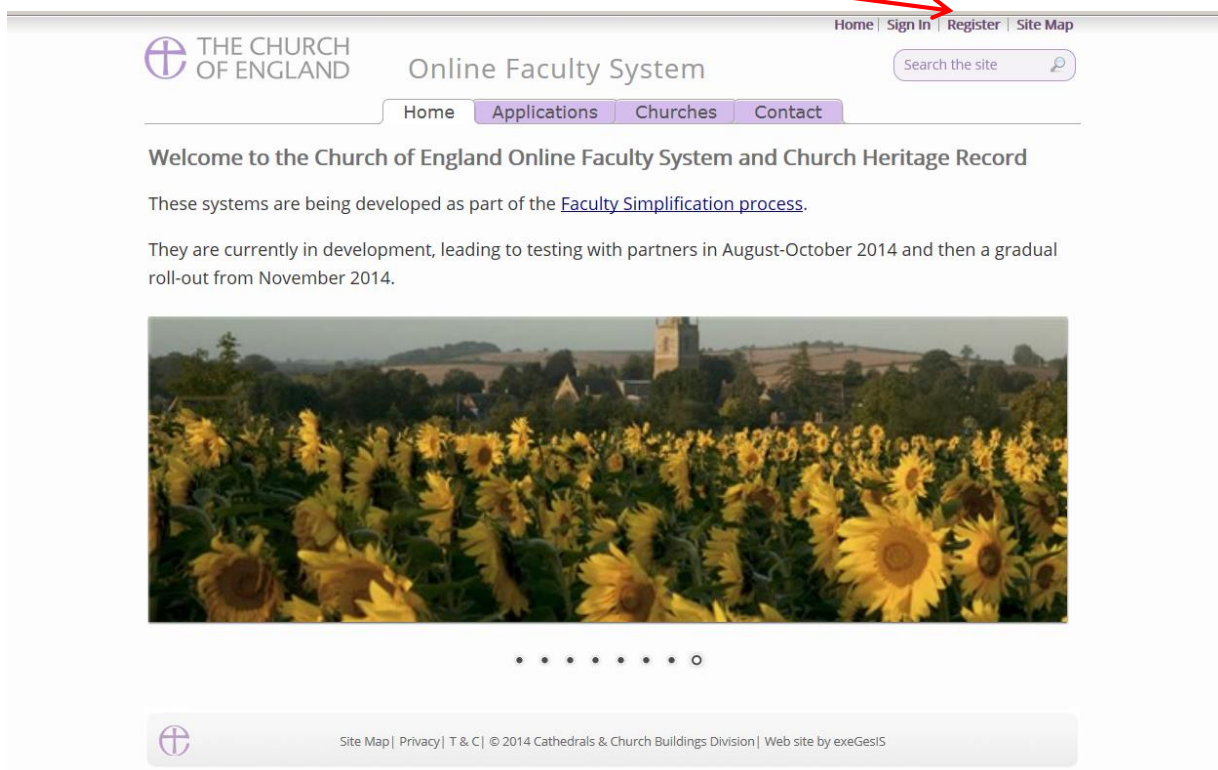 Home | Sign In | Register | Site Map
THE CHURCH
OF ENGLAND
Online Faculty System
Search the site
Home Applications Churches Contact
Welcome to the Church of England Online Faculty System and Church Heritage Record
These systems are being developed as part of the Faculty Simplification process.
They are currently in development, leading to testing with partners in August-October 2014 and then a gradual
roll-out from November 2014.
Site Map| Privacy| T & C| © 2014 Cathedrals & Church Buildings Division| Web site by exeGesIS